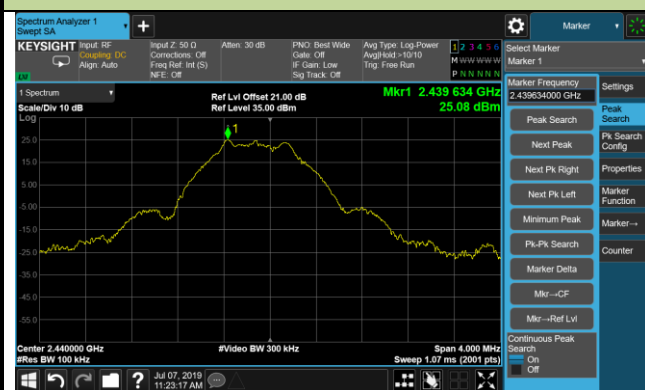 Spectrum Analyzer 1
Swept SA
+
Marker
KEYSIGHT
Input: RF
Coupling: DC
Align: Auto
Input Z: 50 Ω
Corrections: Off
Freq Ref: Int (S)
NFE: Off
Atten: 30 dB
PNO: Best Wide
Gate: Off
IF Gain: Low
Sig Track: Off
Avg Type: Log-Power
Avg|Hold:>10/10
Trig: Free Run
1 2 3 4 5 6
M W W W W W
P N N N N N
LVI
Select Marker
Marker 1
1 Spectrum
Scale/Div 10 dB
Log
Ref Lvl Offset 21.00 dB
Ref Level 35.00 dBm
Mkr1 2.439 634 GHz
25.08 dBm
1
25.0
15.0
5.00
-5.00
-15.0
-25.0
-35.0
-45.0
-55.0
Center 2.440000 GHz
#Res BW 100 kHz
#Video BW 300 kHz
Span 4.000 MHz
Sweep 1.07 ms (2001 pts)
Marker Frequency
2.439634000 GHz
Peak Search
Next Peak
Next Pk Right
Next Pk Left
Minimum Peak
Pk-Pk Search
Marker Delta
Mkr→CF
Mkr→Ref Lvl
Continuous Peak
Search
On
Off
Settings
Peak
Search
Pk Search
Config
Properties
Marker
Function
Marker→
Counter
?
Jul 07, 2019
11:23:17 AM